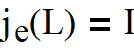 jₑ(L) = I